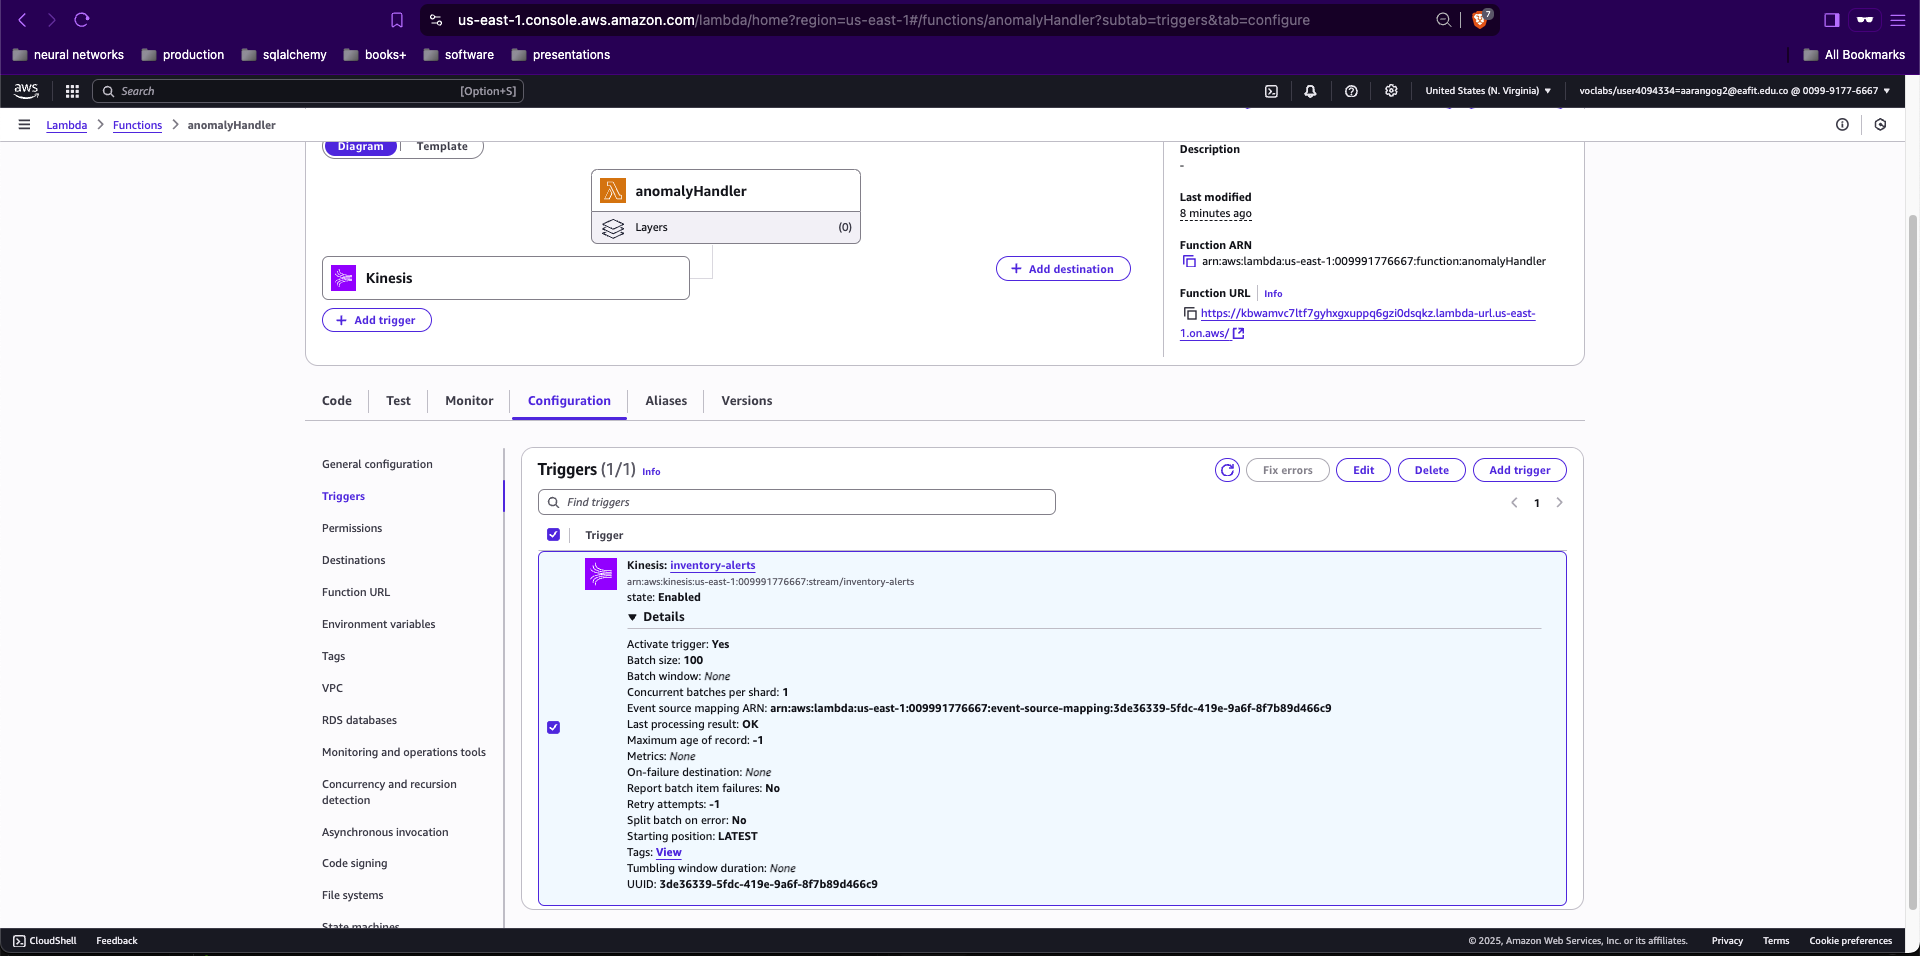 us-east-1.console.aws.amazon.com/lambda/home?region=us-east-1#/functions/anomalyHandler?subtab=triggers&tab=configure
7
neural networks
production
sqlalchemy
books+
software
presentations
All Bookmarks
aws
Search
[Option+S]
United States (N. Virginia)
voclabs/user4094334=aarangog2@eafit.edu.co @ 0099-9177-6667
Lambda
Functions
anomalyHandler
Diagram
Template
anomalyHandler
Layers
(0)
Kinesis
+ Add trigger
+ Add destination
Description
-
Last modified
8 minutes ago
Function ARN
arn:aws:lambda:us-east-1:009991776667:function:anomalyHandler
Function URL
Info
https://kbwamvc7ltf7gyhxgxuppq6gzi0dsqkz.lambda-url.us-east-
1.on.aws/
Code
Test
Monitor
Configuration
Aliases
Versions
General configuration
Triggers
Permissions
Destinations
Function URL
Environment variables
Tags
VPC
RDS databases
Monitoring and operations tools
Concurrency and recursion
detection
Asynchronous invocation
Code signing
File systems
State machines
Triggers (1/1)
Info
Fix errors
Edit
Delete
Add trigger
Find triggers
1
Trigger
Kinesis: inventory-alerts
arn:aws:kinesis:us-east-1:009991776667:stream/inventory-alerts
state: Enabled
Details
Activate trigger: Yes
Batch size: 100
Batch window: None
Concurrent batches per shard: 1
Event source mapping ARN: arn:aws:lambda:us-east-1:009991776667:event-source-mapping:3de36339-5fdc-419e-9a6f-8f7b89d466c9
Last processing result: OK
Maximum age of record: -1
Metrics: None
On-failure destination: None
Report batch item failures: No
Retry attempts: -1
Split batch on error: No
Starting position: LATEST
Tags: View
Tumbling window duration: None
UUID: 3de36339-5fdc-419e-9a6f-8f7b89d466c9
CloudShell
Feedback
© 2025, Amazon Web Services, Inc. or its affiliates.
Privacy
Terms
Cookie preferences